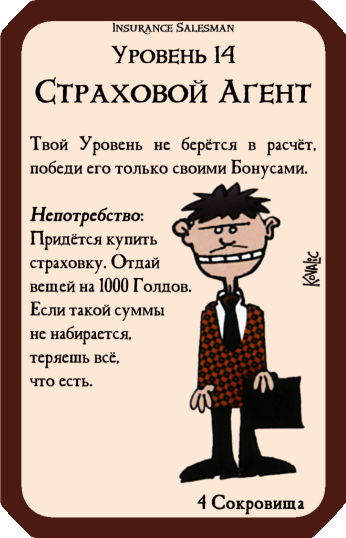 Insurance Salesman
Уровень 14
Страховой Агент
Твой Уровень не берётся в расчёт,
победи его только своими Бонусами.
Непотребство:
Придётся купить
страховку. Отдай
вещей на 1000 Голдов.
Если такой суммы
не набирается,
теряешь всё,
что есть.
Kovalic
4 Сокровища